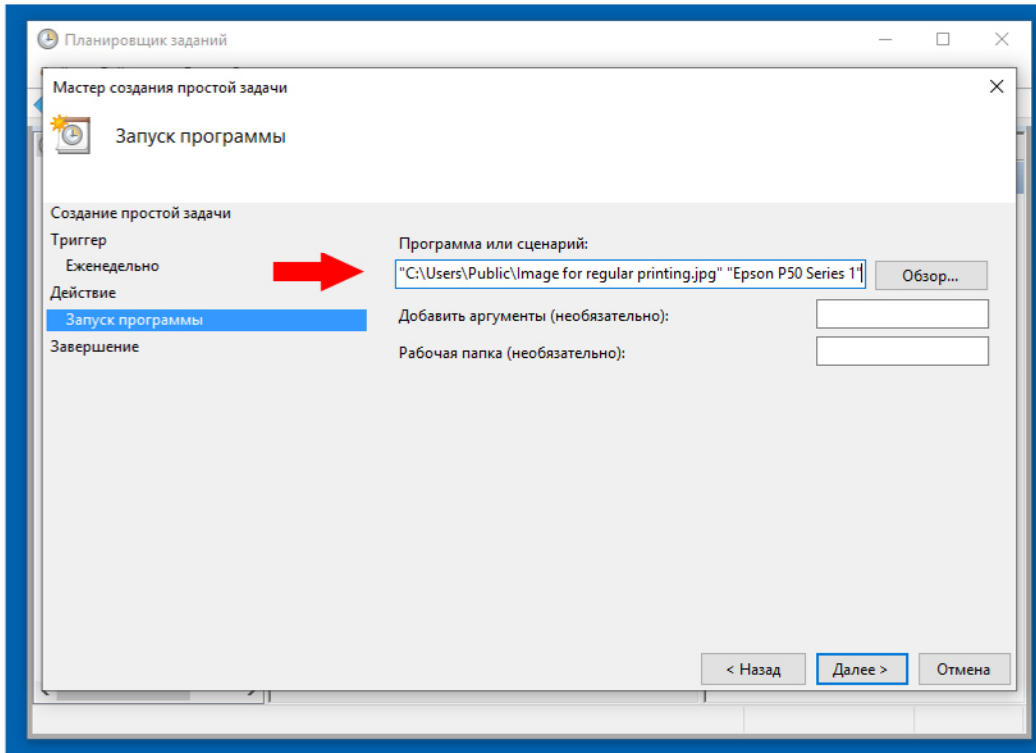 Планировщик заданий
Мастер создания простой задачи
Запуск программы
Создание простой задачи
Триггер
Еженедельно
Действие
Запуск программы
Завершение
Программа или сценарий:
"C:\Users\Public\Image for regular printing.jpg" "Epson P50 Series 1"
Обзор...
Добавить аргументы (необязательно):
Рабочая папка (необязательно):
< Назад
Далее >
Отмена